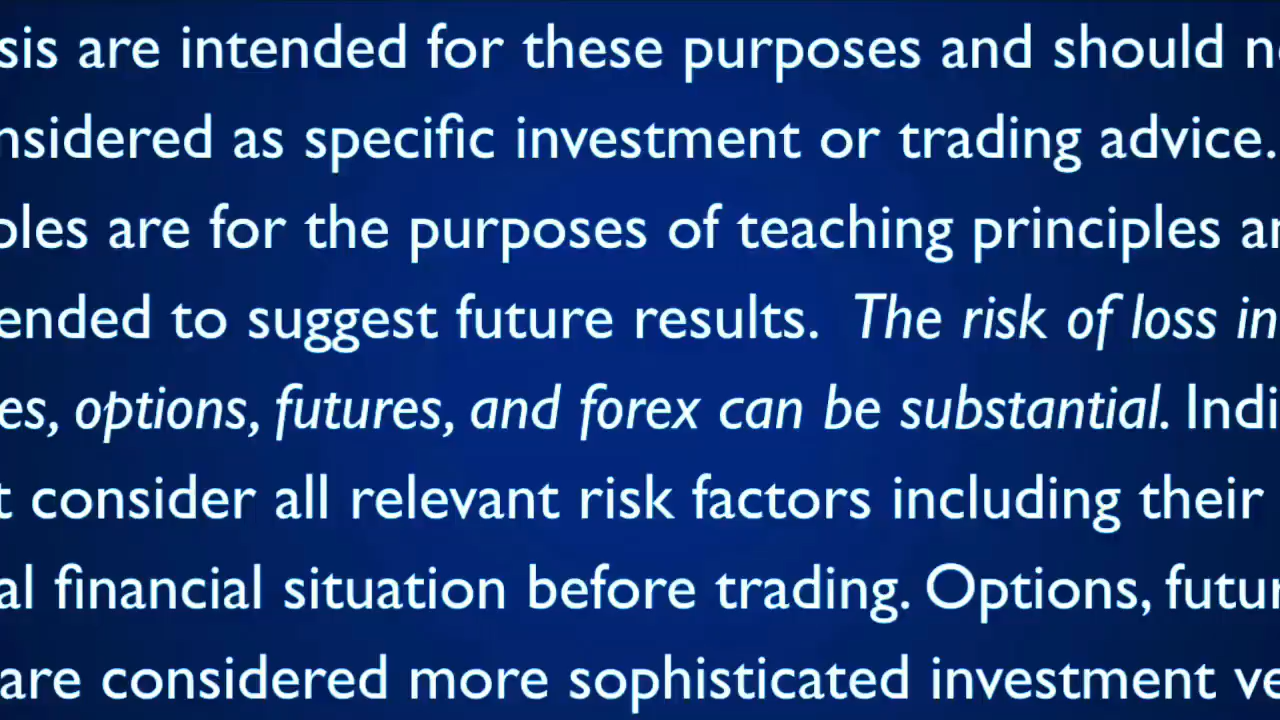 sis are intended for these purposes and should n
nsidered as specific investment or trading advice.
ples are for the purposes of teaching principles an
ended to suggest future results. The risk of loss in
es, options, futures, and forex can be substantial. Indi
t consider all relevant risk factors including their
al financial situation before trading. Options, futur
are considered more sophisticated investment ve